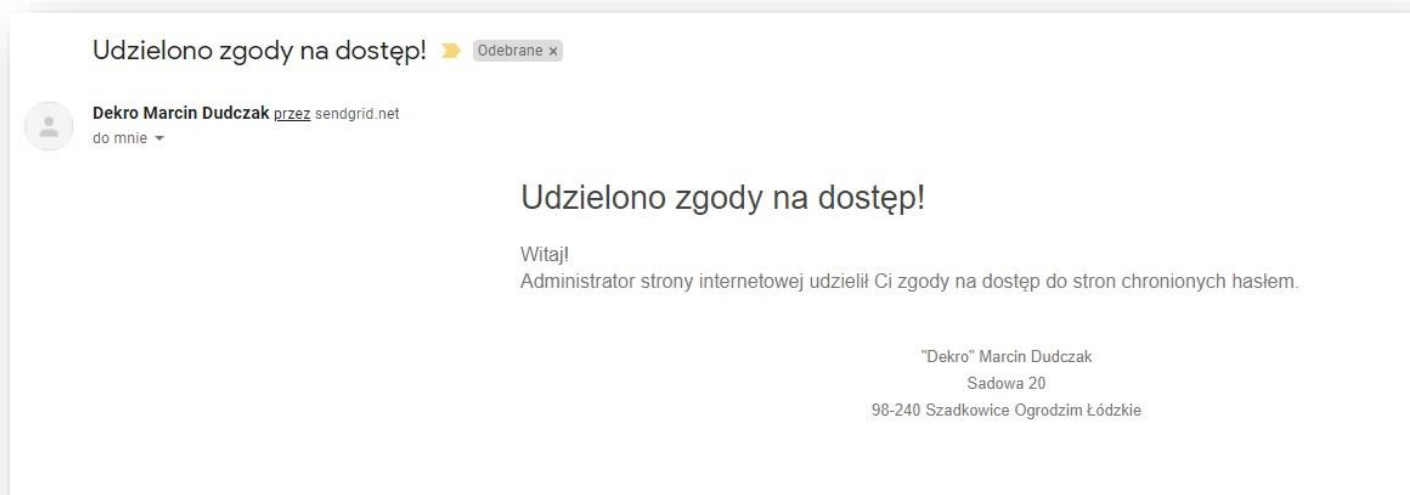 Udzielono zgody na dostęp! Odebrane x
Dekro Marcin Dudczak przez sendgrid.net
do mnie
Udzielono zgody na dostęp!
Witaj!
Administrator strony internetowej udzielił Ci zgody na dostęp do stron chronionych hasłem.
"Dekro" Marcin Dudczak
Sadowa 20
98-240 Szadkowice Ogrodzim Łódzkie